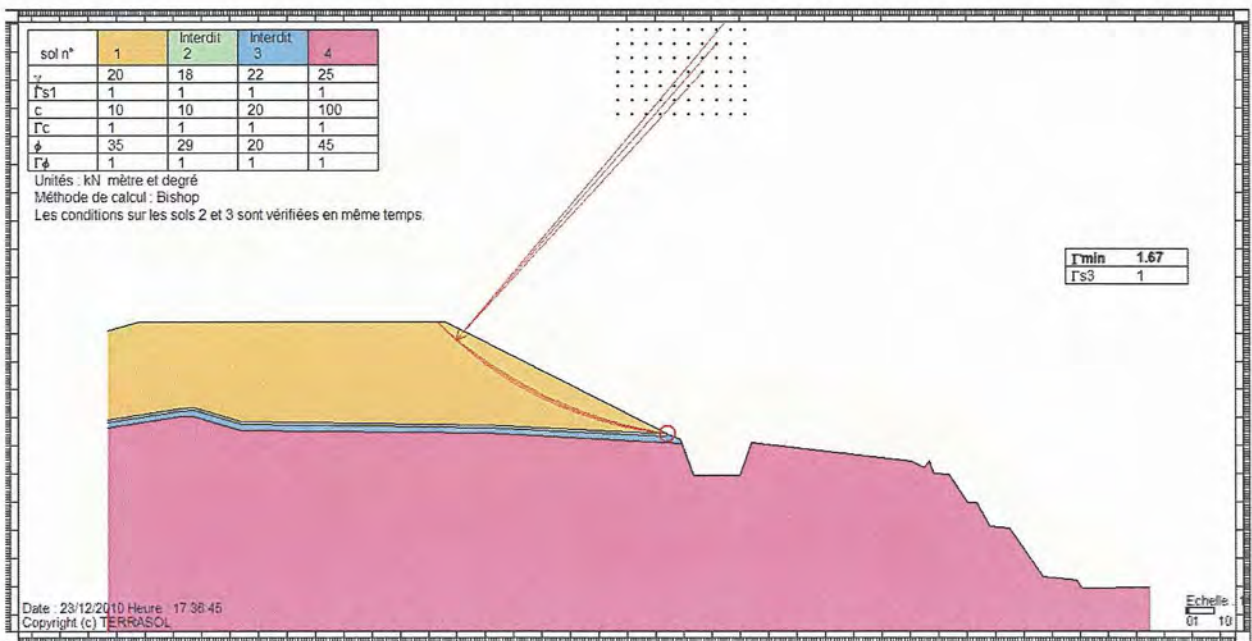 sol n° 1 Interdit 2 Interdit 3 4
γ 20 18 22 25
Γs1 1 1 1 1
c 10 10 20 100
Γc 1 1 1 1
ϕ 35 29 20 45
Γϕ 1 1 1 1
Unités : kN mètre et degré
Méthode de calcul : Bishop
Les conditions sur les sols 2 et 3 sont vérifiées en même temps.
Γmin 1.67
Γs3 1
Date : 23/12/2010 Heure : 17:36:45
Copyright (c) TERRASOL
Echelle :
01 10